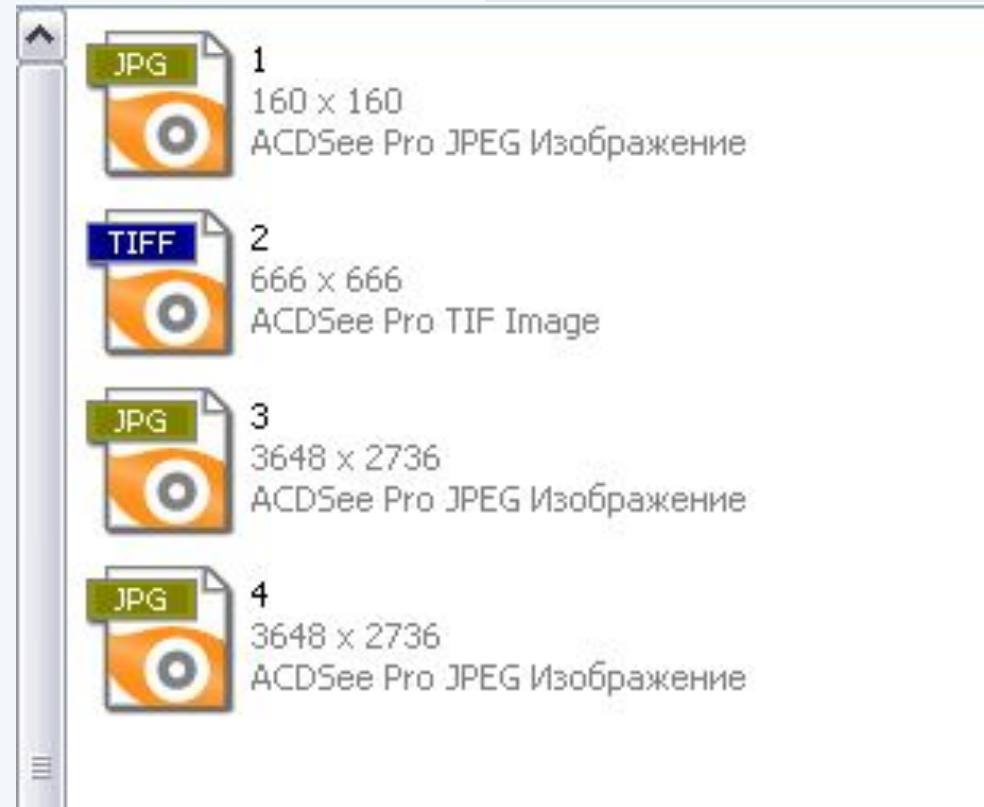 JPG
1
160 x 160
ACDSee Pro JPEG Изображение
TIFF
2
666 x 666
ACDSee Pro TIF Image
JPG
3
3648 x 2736
ACDSee Pro JPEG Изображение
JPG
4
3648 x 2736
ACDSee Pro JPEG Изображение